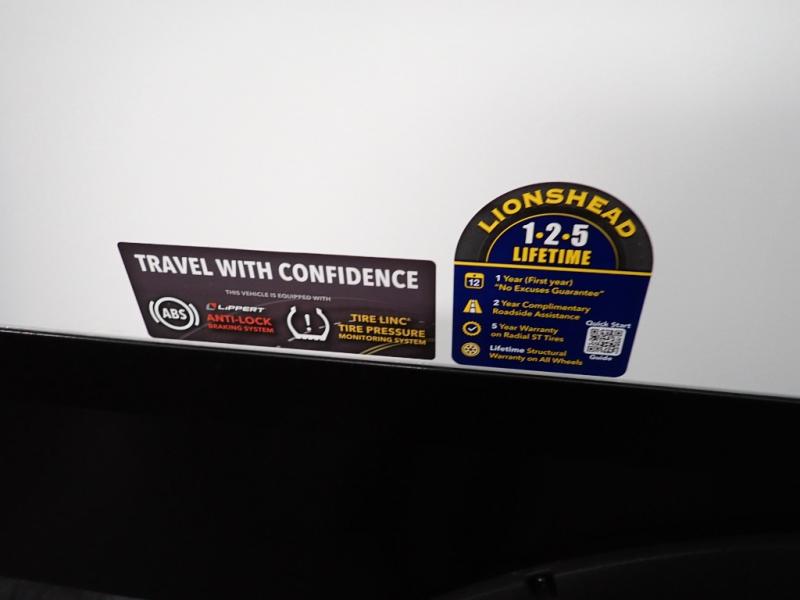 TRAVEL WITH CONFIDENCE
THIS VEHICLE IS EQUIPPED WITH
ABS
LIPPERT
ANTI-LOCK
BRAKING SYSTEM
TIRE LINC®
TIRE PRESSURE
MONITORING SYSTEM
LIONSHEAD
1·2·5
LIFETIME
12
1 Year (First year)
"No Excuses Guarantee"
2 Year Complimentary
Roadside Assistance
5 Year Warranty
on Radial ST Tires
Lifetime Structural
Warranty on All Wheels
Quick Start
Guide